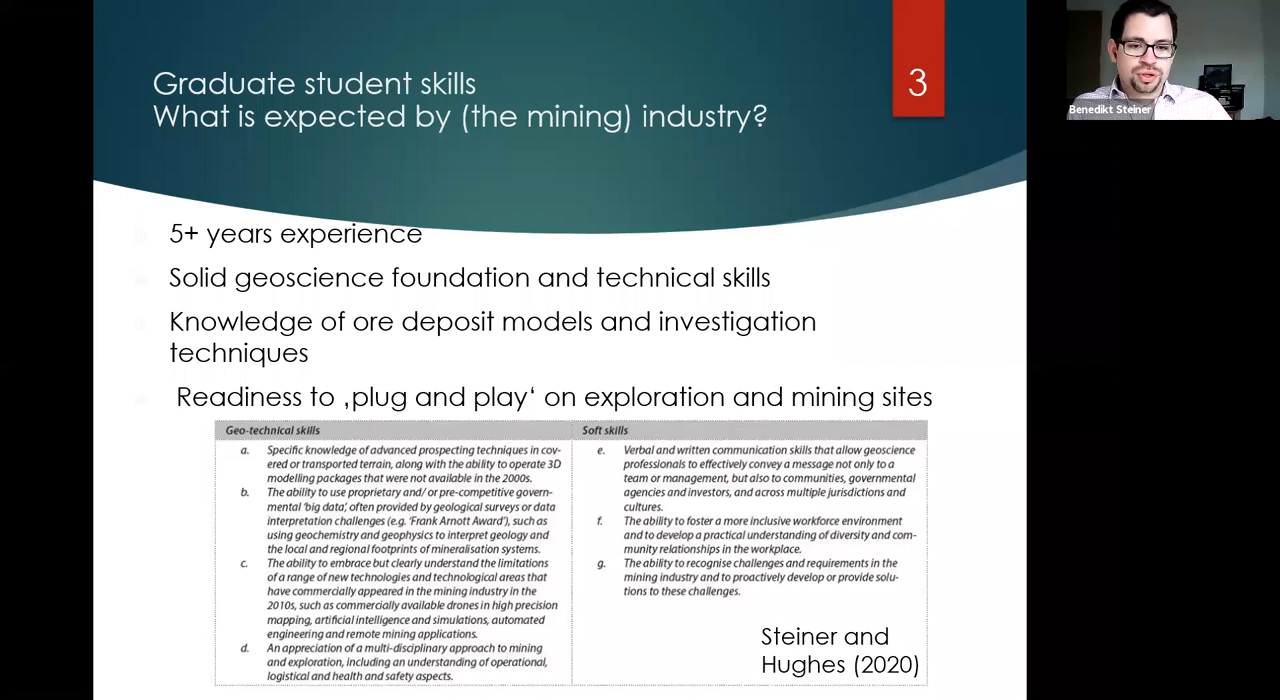 Graduate student skills
What is expected by (the mining) industry?
3
Benedikt Steiner
5+ years experience
Solid geoscience foundation and technical skills
Knowledge of ore deposit models and investigation
techniques
Readiness to ‚plug and play‘ on exploration and mining sites
Geo-technical skills
a. Specific knowledge of advanced prospecting techniques in cov-
ered or transported terrain, along with the ability to operate 3D
modelling packages that were not available in the 2000s.
b. The ability to use proprietary and/ or pre-competitive govern-
mental ‘big data’, often provided by geological surveys or data
interpretation challenges (e.g. ‘Frank Arnott Award’), such as
using geochemistry and geophysics to interpret geology and
the local and regional footprints of mineralisation systems.
c. The ability to embrace but clearly understand the limitations
of a range of new technologies and technological areas that
have commercially appeared in the mining industry in the
2010s, such as commercially available drones in high precision
mapping, artificial intelligence and simulations, automated
engineering and remote mining applications.
d. An appreciation of a multi-disciplinary approach to mining
and exploration, including an understanding of operational,
logistical and health and safety aspects.
Soft skills
e. Verbal and written communication skills that allow geoscience
professionals to effectively convey a message not only to a
team or management, but also to communities, governmental
agencies and investors, and across multiple jurisdictions and
cultures.
f. The ability to foster a more inclusive workforce environment
and to develop a practical understanding of diversity and com-
munity relationships in the workplace.
g. The ability to recognise challenges and requirements in the
mining industry and to proactively develop or provide solu-
tions to these challenges.
Steiner and
Hughes (2020)